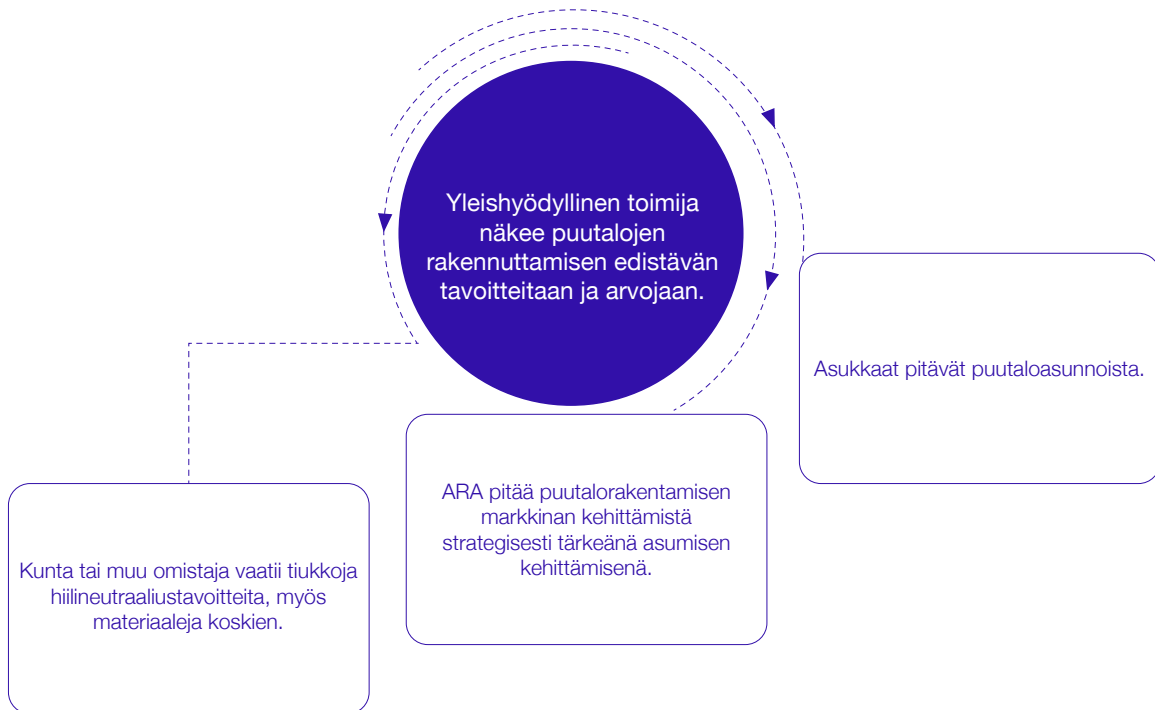 Yleishyödyllinen toimija
näkee puutalojen
rakennuttamisen edistävän
tavoitteitaan ja arvojaan.
Asukkaat pitävät puutaloasunnoista.
ARA pitää puutalorakentamisen
markkinan kehittämistä
strategisesti tärkeänä asumisen
kehittämisenä.
Kunta tai muu omistaja vaatii tiukkoja
hiilineutraaliustavoitteita, myös
materiaaleja koskien.